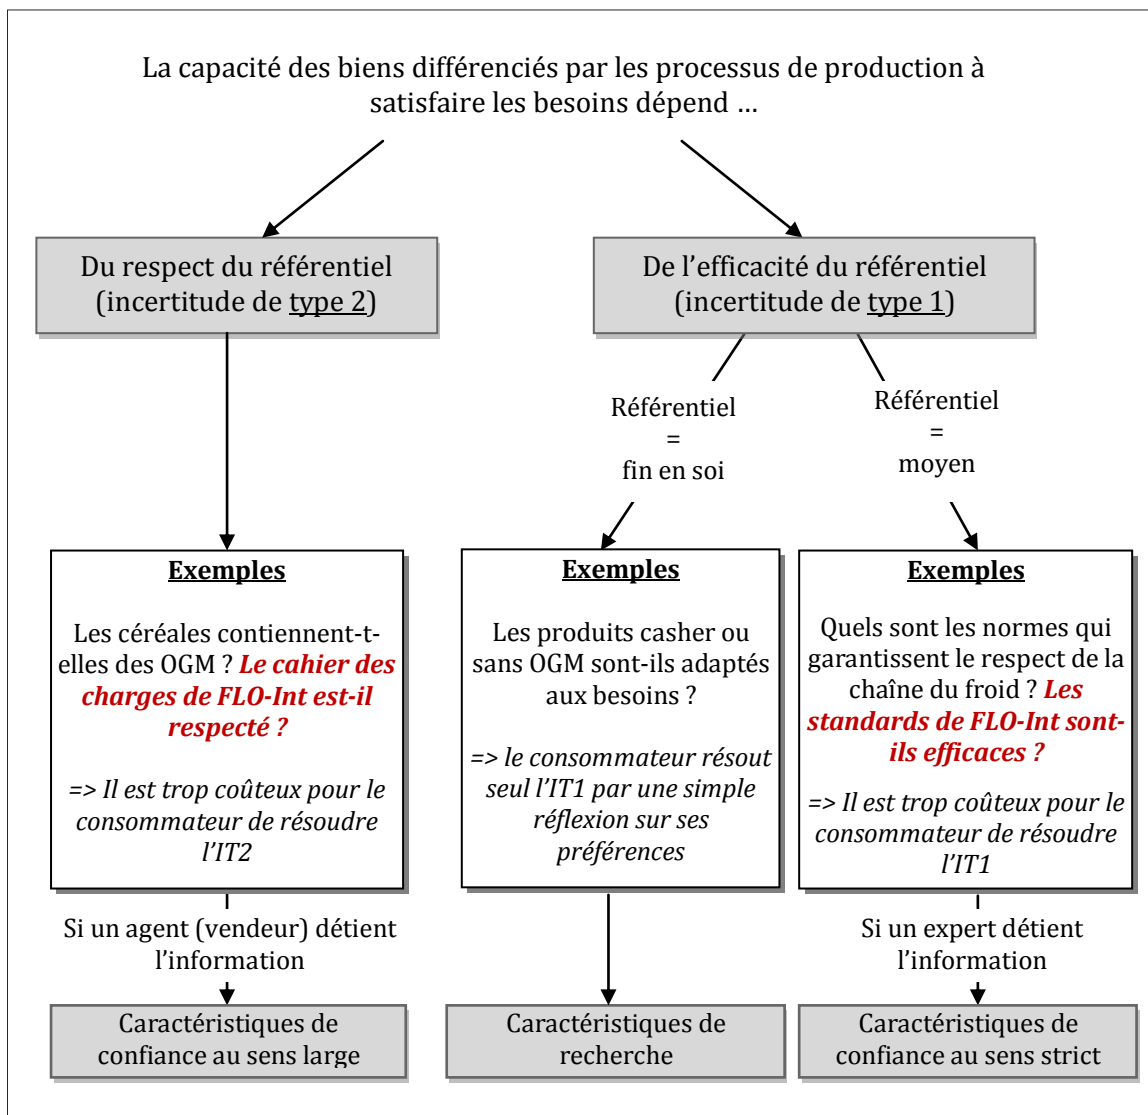 La capacité des biens différenciés par les processus de production à
satisfaire les besoins dépend …
Du respect du référentiel
(incertitude de type 2)
De l’efficacité du référentiel
(incertitude de type 1)
Référentiel
=
fin en soi
Référentiel
=
moyen
Exemples
Les céréales contiennent-t-
elles des OGM ? Le cahier des
charges de FLO-Int est-il
respecté ?
=> Il est trop coûteux pour le
consommateur de résoudre
l’IT2
Exemples
Les produits casher ou
sans OGM sont-ils adaptés
aux besoins ?
=> le consommateur résout
seul l’IT1 par une simple
réflexion sur ses
préférences
Exemples
Quels sont les normes qui
garantissent le respect de la
chaîne du froid ? Les
standards de FLO-Int sont-
ils efficaces ?
=> Il est trop coûteux pour le
consommateur de résoudre
l’IT1
Si un agent (vendeur) détient
l’information
Si un expert détient
l’information
Caractéristiques de
confiance au sens large
Caractéristiques de
recherche
Caractéristiques de
confiance au sens strict